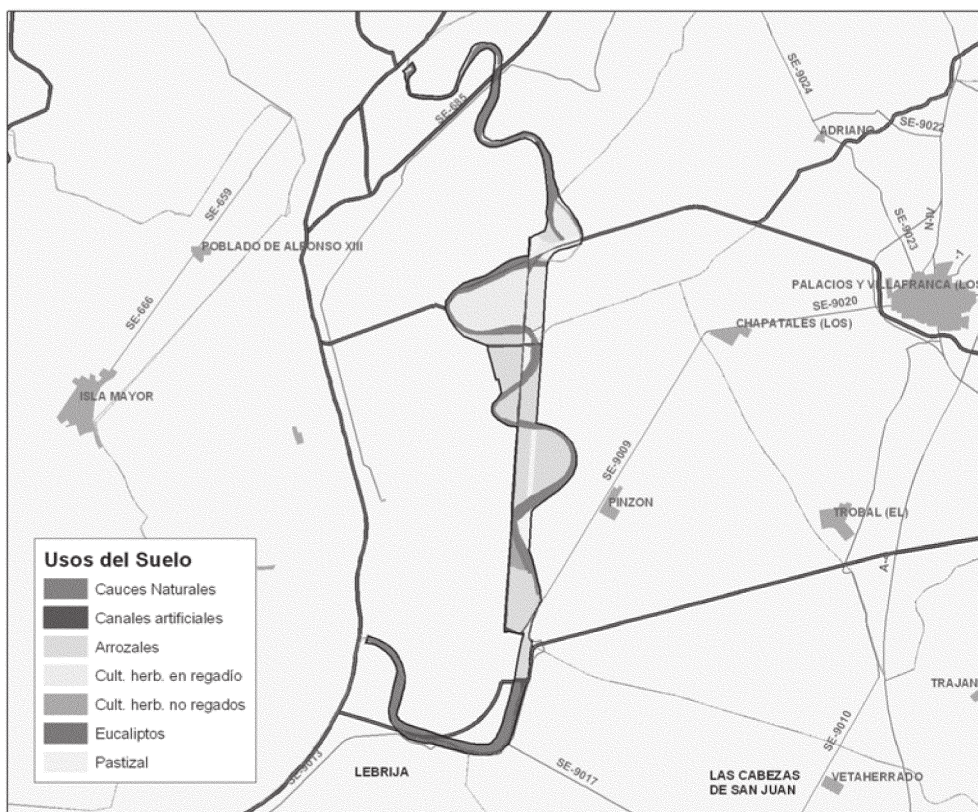 SE-9024
SE-685
SE-9022
ADRIANO
SE-659
N-IV
SE-9023
POBLADO DE ALFONSO XIII
-1
PALACIOS Y VILLAFRANCA (LOS
SE-666
SE-9020
CHAPATALES (LOS)
ISLA MAYOR
SE-9009
PINZON
TROBAL (EL)
Usos del Suelo
Cauces Naturales
Canales artificiales
Arrozales
Cult. herb. en regadío
Cult. herb. no regados
Eucaliptos
Pastizal
TRAJAN
SE-9010
SE-9013
LEBRIJA
SE-9017
LAS CABEZAS
DE SAN JUAN
VETAHERRADO